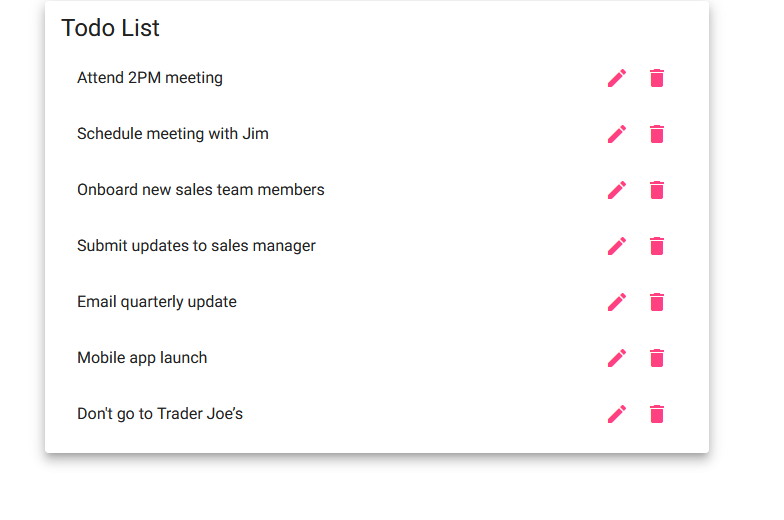 Todo List
Attend 2PM meeting
Schedule meeting with Jim
Onboard new sales team members
Submit updates to sales manager
Email quarterly update
Mobile app launch
Don't go to Trader Joe’s